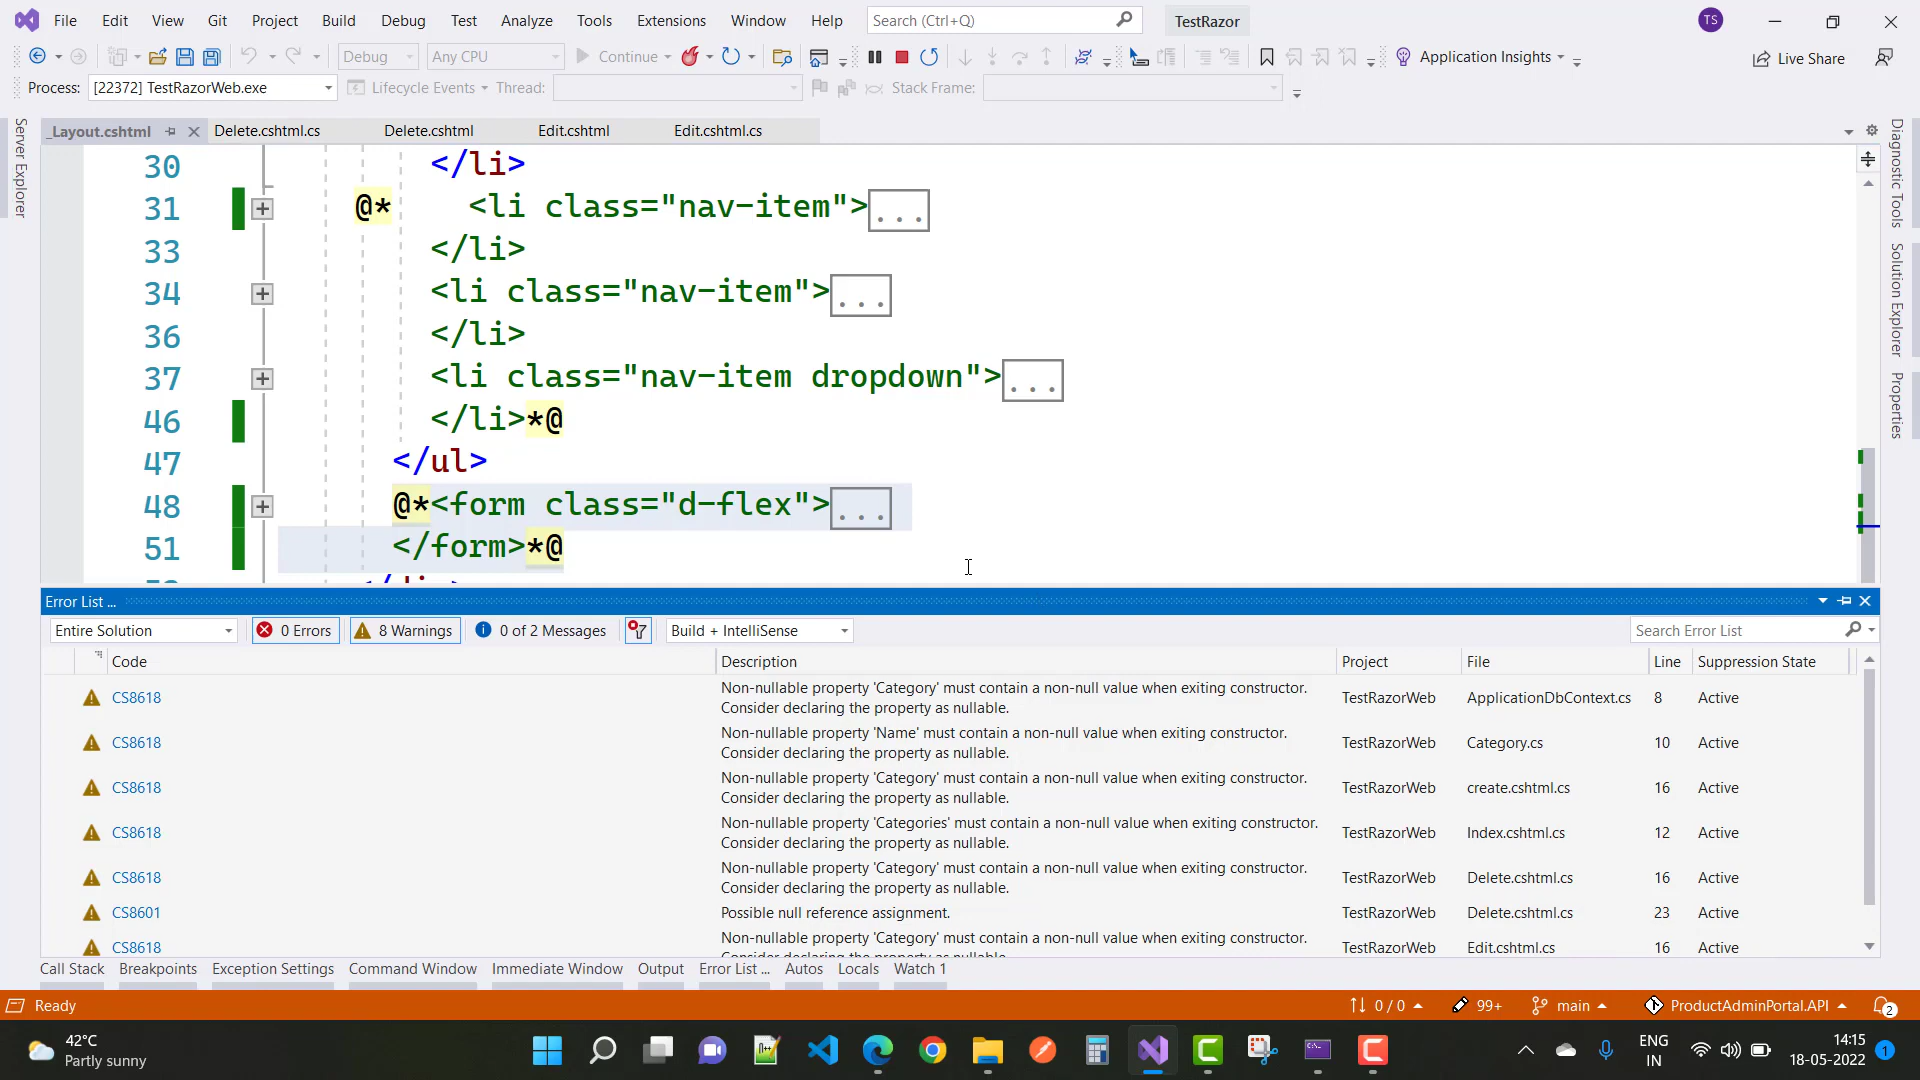 File Edit View Git Project Build Debug Test Analyze Tools Extensions Window Help Search (Ctrl+Q) TestRazor TS
Debug Any CPU Continue Application Insights Live Share
Process: [22372] TestRazorWeb.exe Lifecycle Events Thread: Stack Frame:
_Layout.cshtml Delete.cshtml.cs Delete.cshtml Edit.cshtml Edit.cshtml.cs
Server Explorer
Diagnostic Tools
Solution Explorer
Properties
30 </li>
31 @* <li class="nav-item">...
33 </li>
34 <li class="nav-item">...
36 </li>
37 <li class="nav-item dropdown">...
46 </li>*@
47 </ul>
48 @*<form class="d-flex">...
51 </form>*@
Error List ...
Entire Solution 0 Errors 8 Warnings 0 of 2 Messages Build + IntelliSense Search Error List
Code Description Project File Line Suppression State
CS8618 Non-nullable property 'Category' must contain a non-null value when exiting constructor. Consider declaring the property as nullable. TestRazorWeb ApplicationDbContext.cs 8 Active
CS8618 Non-nullable property 'Name' must contain a non-null value when exiting constructor. Consider declaring the property as nullable. TestRazorWeb Category.cs 10 Active
CS8618 Non-nullable property 'Category' must contain a non-null value when exiting constructor. Consider declaring the property as nullable. TestRazorWeb create.cshtml.cs 16 Active
CS8618 Non-nullable property 'Categories' must contain a non-null value when exiting constructor. Consider declaring the property as nullable. TestRazorWeb Index.cshtml.cs 12 Active
CS8618 Non-nullable property 'Category' must contain a non-null value when exiting constructor. Consider declaring the property as nullable. TestRazorWeb Delete.cshtml.cs 16 Active
CS8601 Possible null reference assignment. TestRazorWeb Delete.cshtml.cs 23 Active
CS8618 Non-nullable property 'Category' must contain a non-null value when exiting constructor. TestRazorWeb Edit.cshtml.cs 16 Active
Call Stack Breakpoints Exception Settings Command Window Immediate Window Output Error List ... Autos Locals Watch 1
Ready 0 / 0 99+ main ProductAdminPortal.API 2
42°C
Partly sunny
ENG
IN
14:15
18-05-2022
1